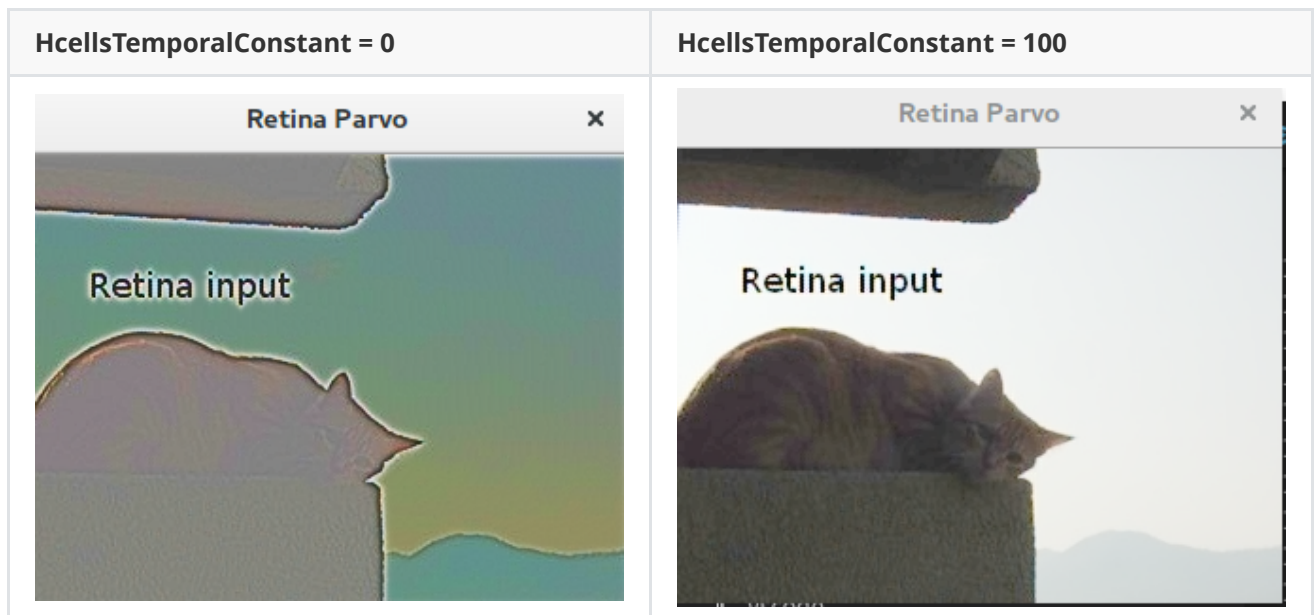 HcellsTemporalConstant = 0
HcellsTemporalConstant = 100
Retina Parvo ×
Retina Parvo ×
Retina input
Retina input